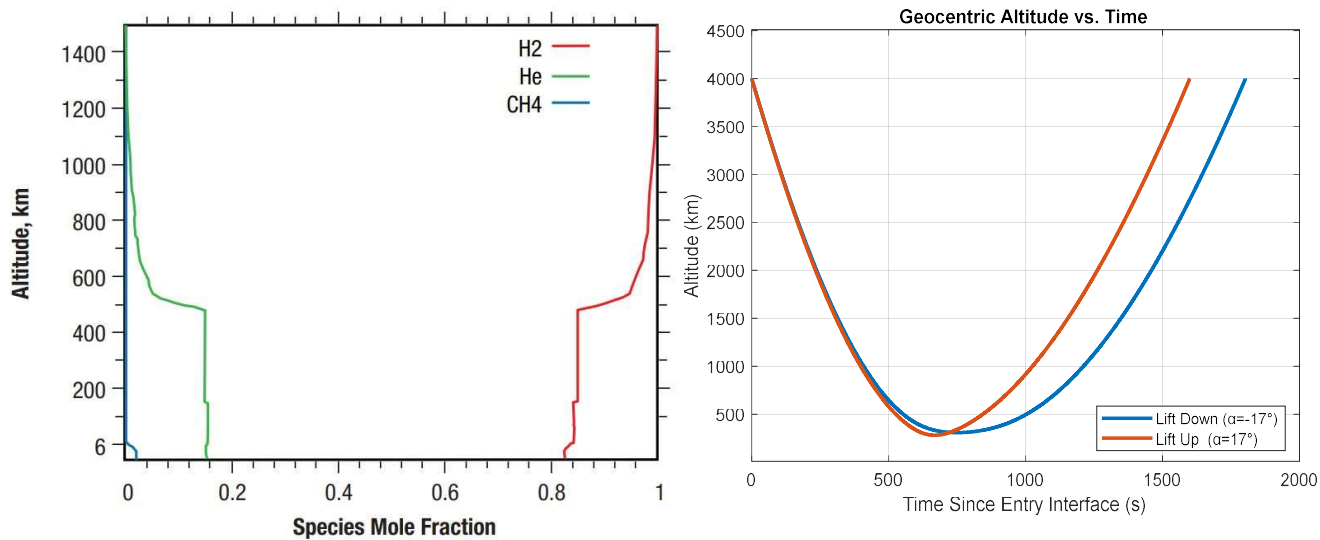 1400
1200
1000
800
600
400
200
6
Altitude, km
H2
He
CH4
0 0.2 0.4 0.6 0.8 1
Species Mole Fraction
Geocentric Altitude vs. Time
4500
4000
3500
3000
2500
2000
1500
1000
500
Altitude (km)
Lift Down (α=-17°)
Lift Up (α=17°)
0 500 1000 1500 2000
Time Since Entry Interface (s)